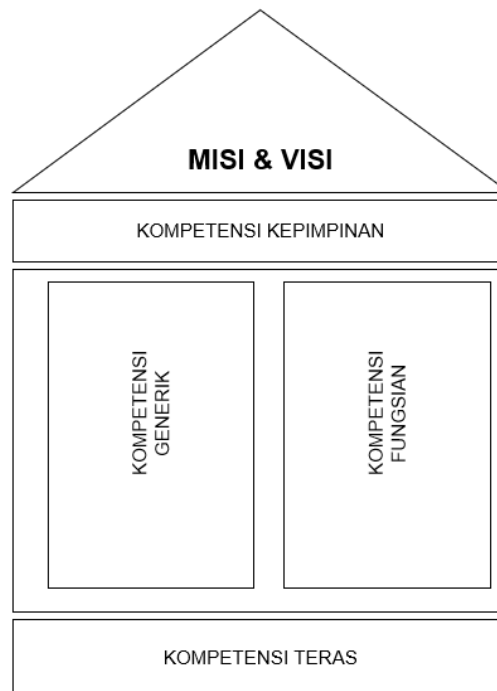 MISI & VISI
KOMPETENSI KEPIMPINAN
KOMPETENSI
GENERIK
KOMPETENSI
FUNGSIAN
KOMPETENSI TERAS